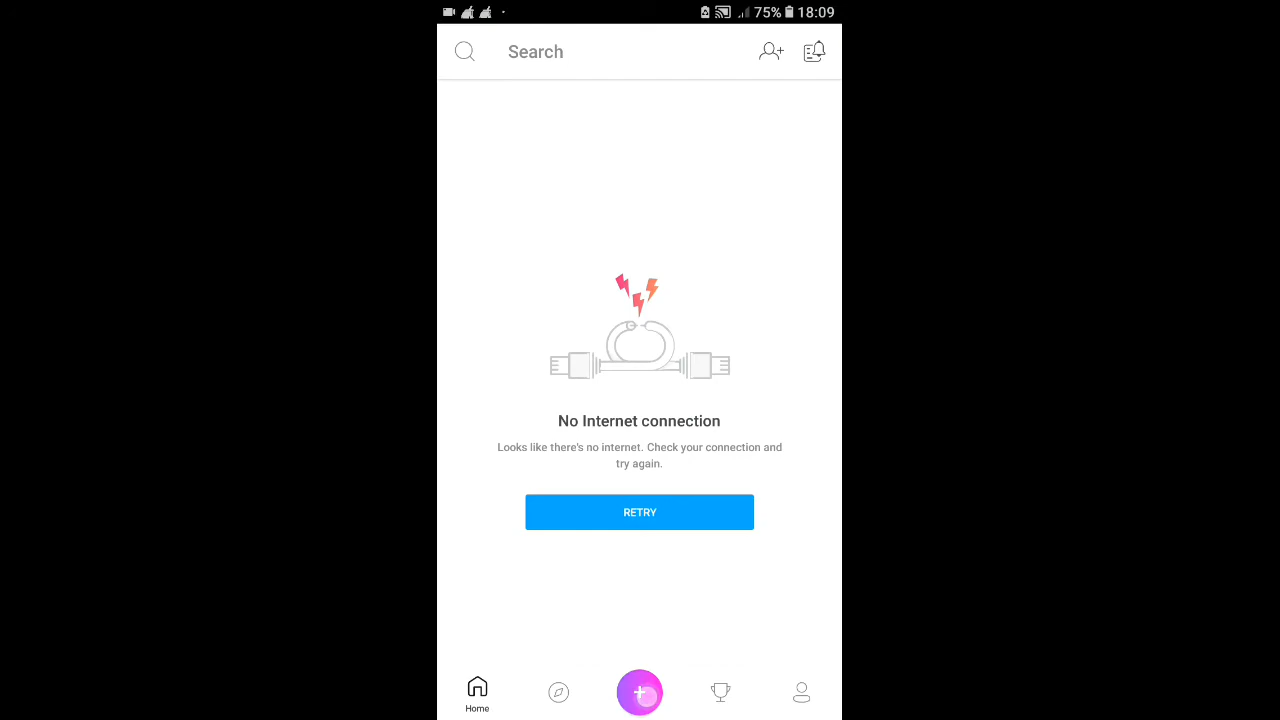 75% 18:09
Search
No Internet connection
Looks like there's no internet. Check your connection and
try again.
RETRY
Home